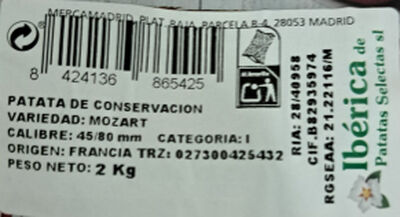 MERCAMADRID, PLAT. BAJA, PARCELA B-4, 28053 MADRID
8 424136 865425
PATATA DE CONSERVACION
VARIEDAD: MOZART
CALIBRE: 45/80 mm CATEGORIA: I
ORIGEN: FRANCIA TRZ: 027300425432
PESO NETO: 2 Kg
RIA: 28/40958
CIF.B82935974
RGSEAA: 21.22116/M
Ibérica de
Patatas Selectas sl